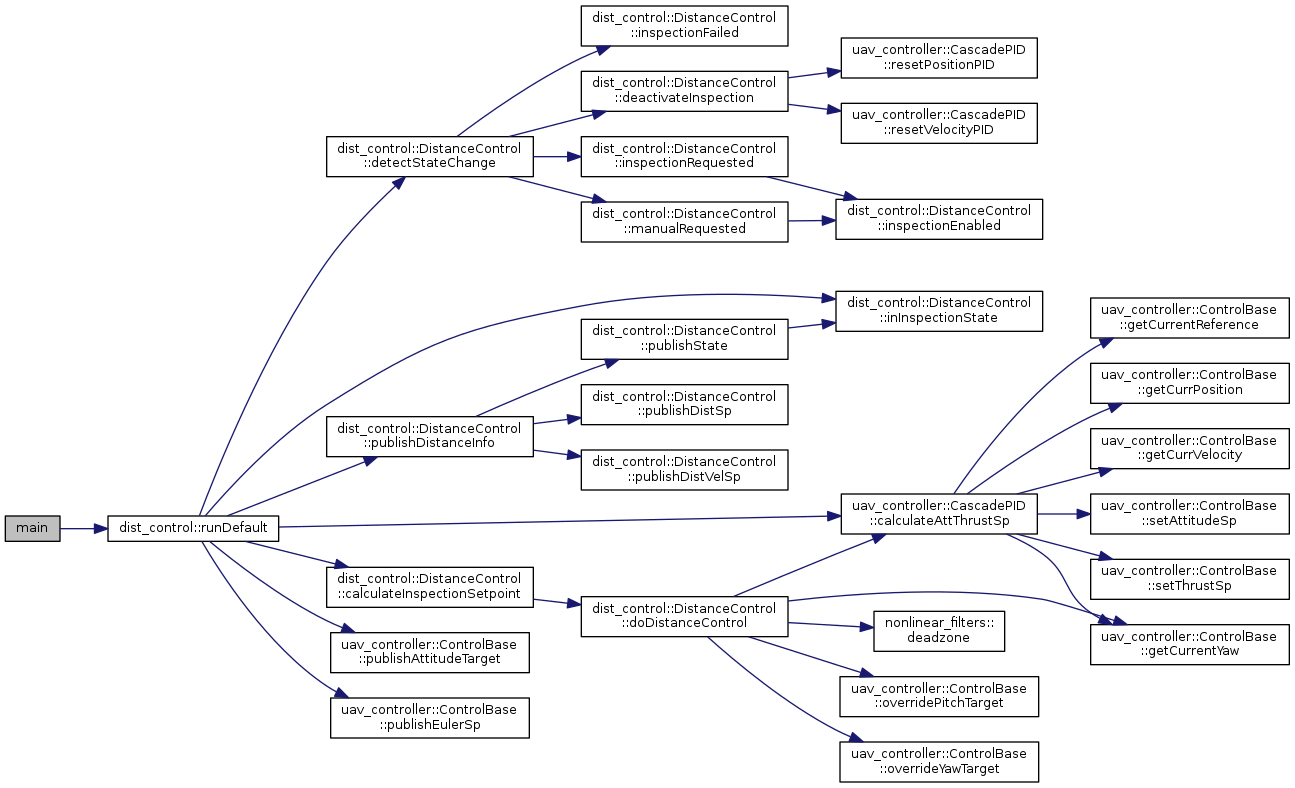 main
dist_control::runDefault
dist_control::DistanceControl
::detectStateChange
dist_control::DistanceControl
::inspectionFailed
dist_control::DistanceControl
::deactivateInspection
uav_controller::CascadePID
::resetPositionPID
uav_controller::CascadePID
::resetVelocityPID
dist_control::DistanceControl
::inspectionRequested
dist_control::DistanceControl
::manualRequested
dist_control::DistanceControl
::inspectionEnabled
dist_control::DistanceControl
::inInspectionState
dist_control::DistanceControl
::publishDistanceInfo
dist_control::DistanceControl
::publishState
dist_control::DistanceControl
::publishDistSp
dist_control::DistanceControl
::publishDistVelSp
uav_controller::CascadePID
::calculateAttThrustSp
uav_controller::ControlBase
::getCurrentReference
uav_controller::ControlBase
::getCurrPosition
uav_controller::ControlBase
::getCurrVelocity
uav_controller::ControlBase
::setAttitudeSp
uav_controller::ControlBase
::setThrustSp
uav_controller::ControlBase
::getCurrentYaw
dist_control::DistanceControl
::calculateInspectionSetpoint
dist_control::DistanceControl
::doDistanceControl
nonlinear_filters::
deadzone
uav_controller::ControlBase
::overridePitchTarget
uav_controller::ControlBase
::overrideYawTarget
uav_controller::ControlBase
::publishAttitudeTarget
uav_controller::ControlBase
::publishEulerSp